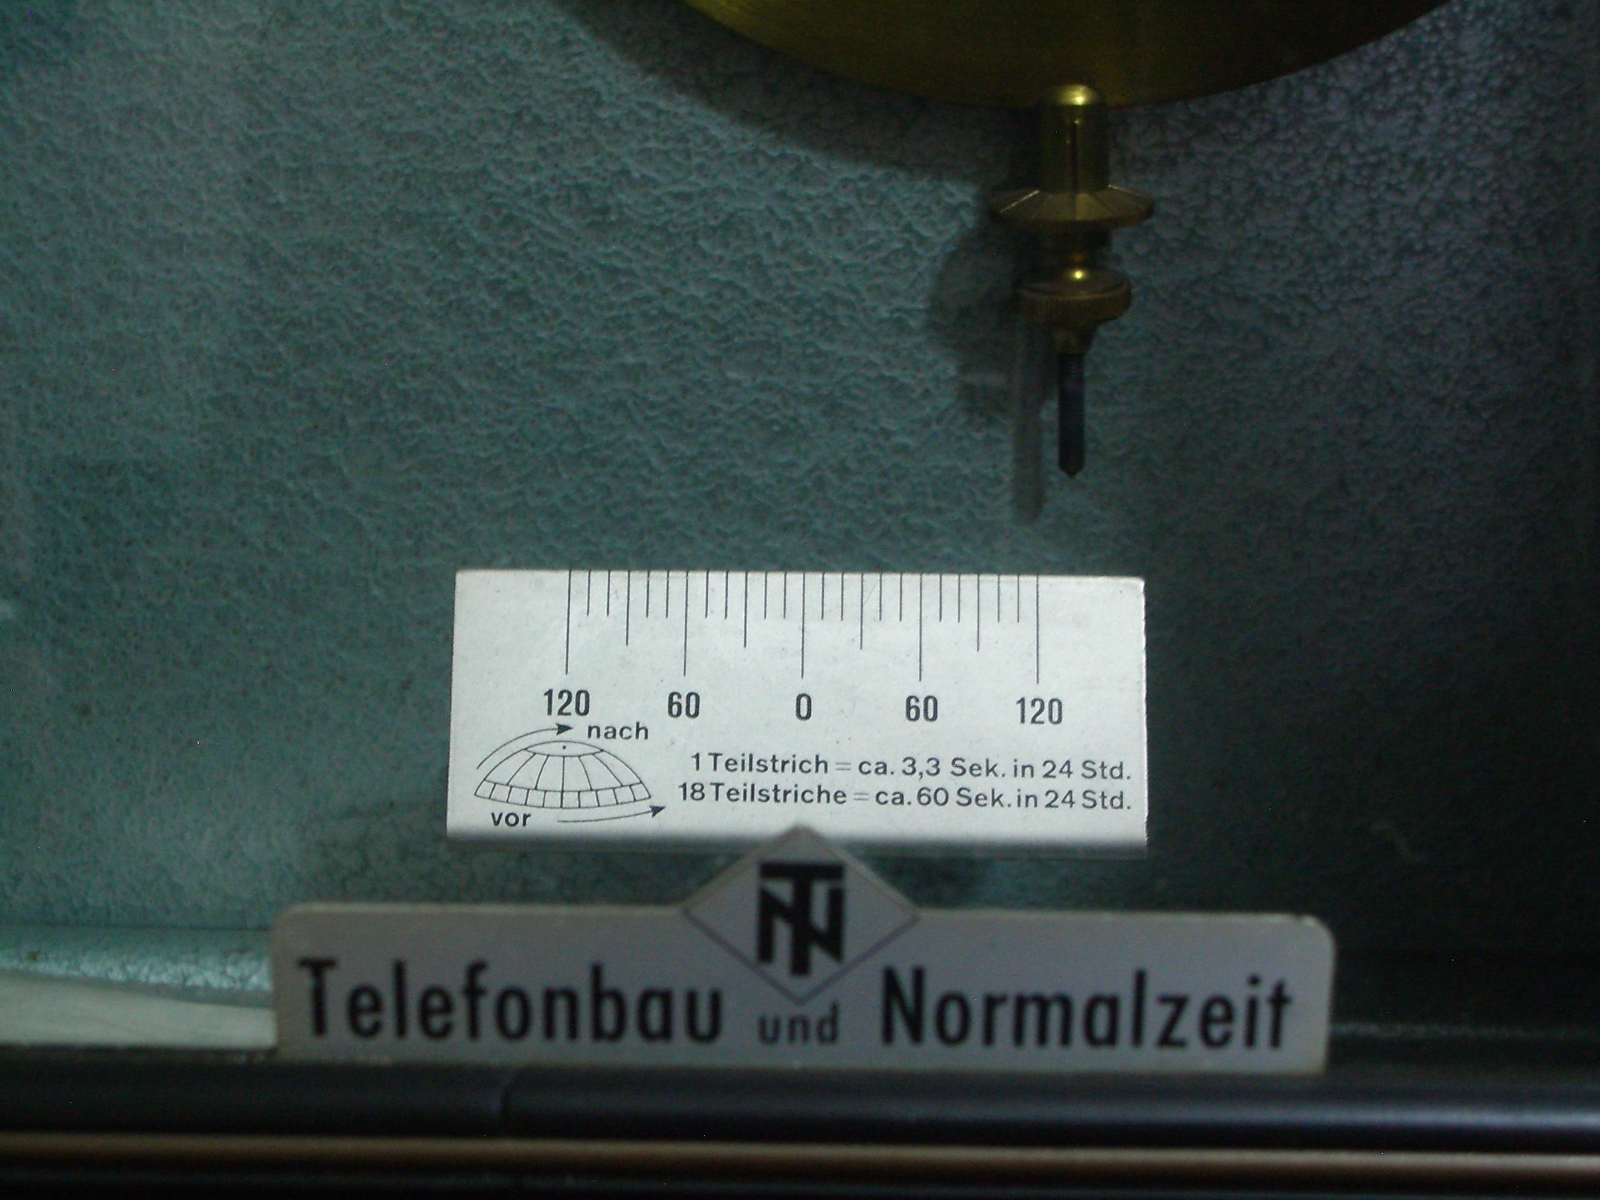 120 60 0 60 120
nach
1 Teilstrich = ca. 3,3 Sek. in 24 Std.
18 Teilstriche = ca. 60 Sek. in 24 Std.
vor
TN
Telefonbau und Normalzeit